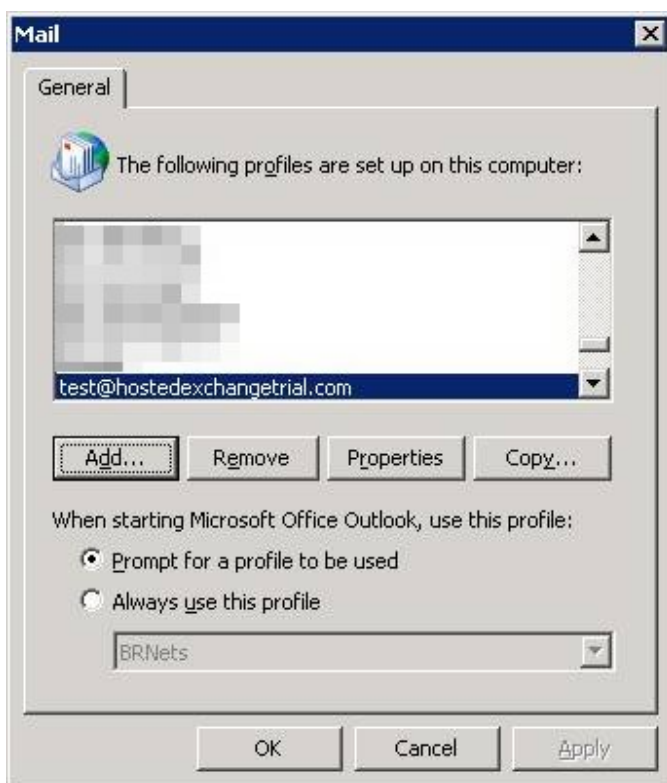 Mail
General
The following profiles are set up on this computer:
test@hostedexchangetrial.com
Add... Remove Properties Copy...
When starting Microsoft Office Outlook, use this profile:
Prompt for a profile to be used
Always use this profile
BRNets
OK Cancel Apply